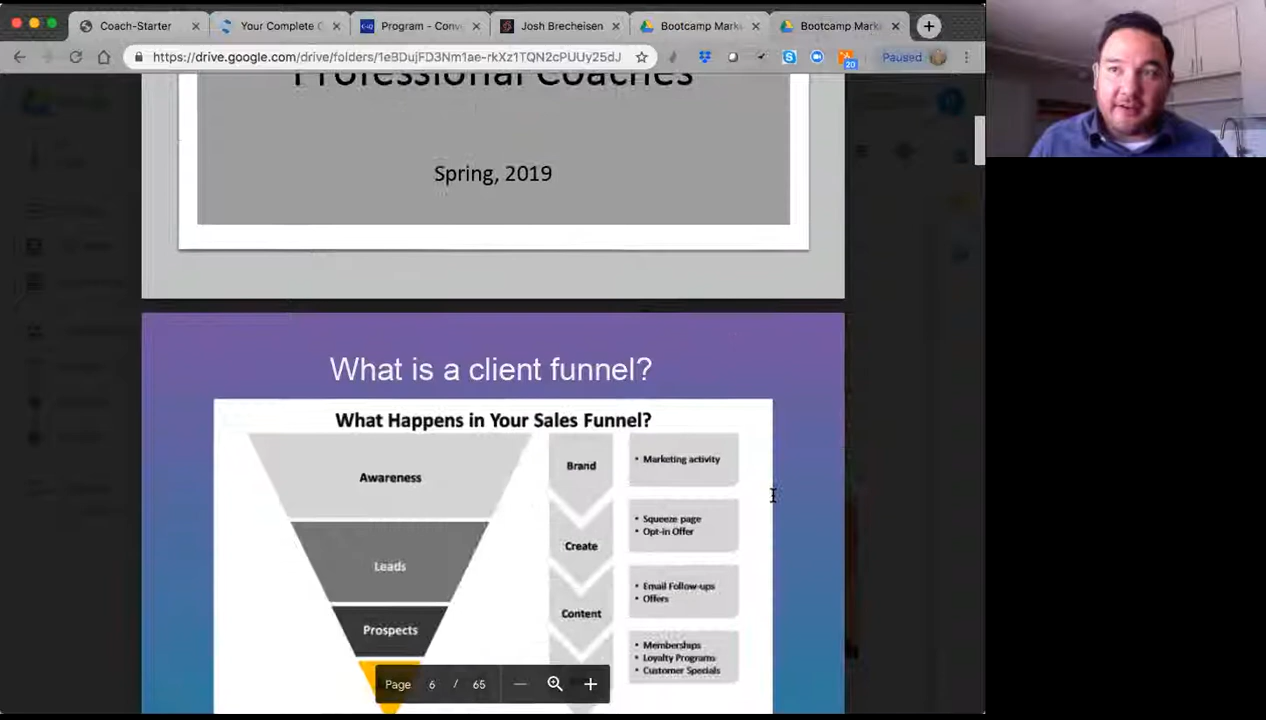 Coach-Starter
Your Complete C
Program - Conv
Josh Brecheisen
Bootcamp Mark
Bootcamp Mark
https://drive.google.com/drive/folders/1eBDujFD3Nm1ae-rkXz1TQN2cPUUy25dJ
20
Paused
Professional Coaches
Spring, 2019
What is a client funnel?
What Happens in Your Sales Funnel?
Awareness
Brand
• Marketing activity
Leads
Create
• Squeeze page
• Opt-in Offer
Prospects
Content
• Email Follow-ups
• Offers
• Memberships
• Loyalty Programs
• Customer Specials
Page 6 / 65